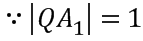 ∵|QA₁| = 1